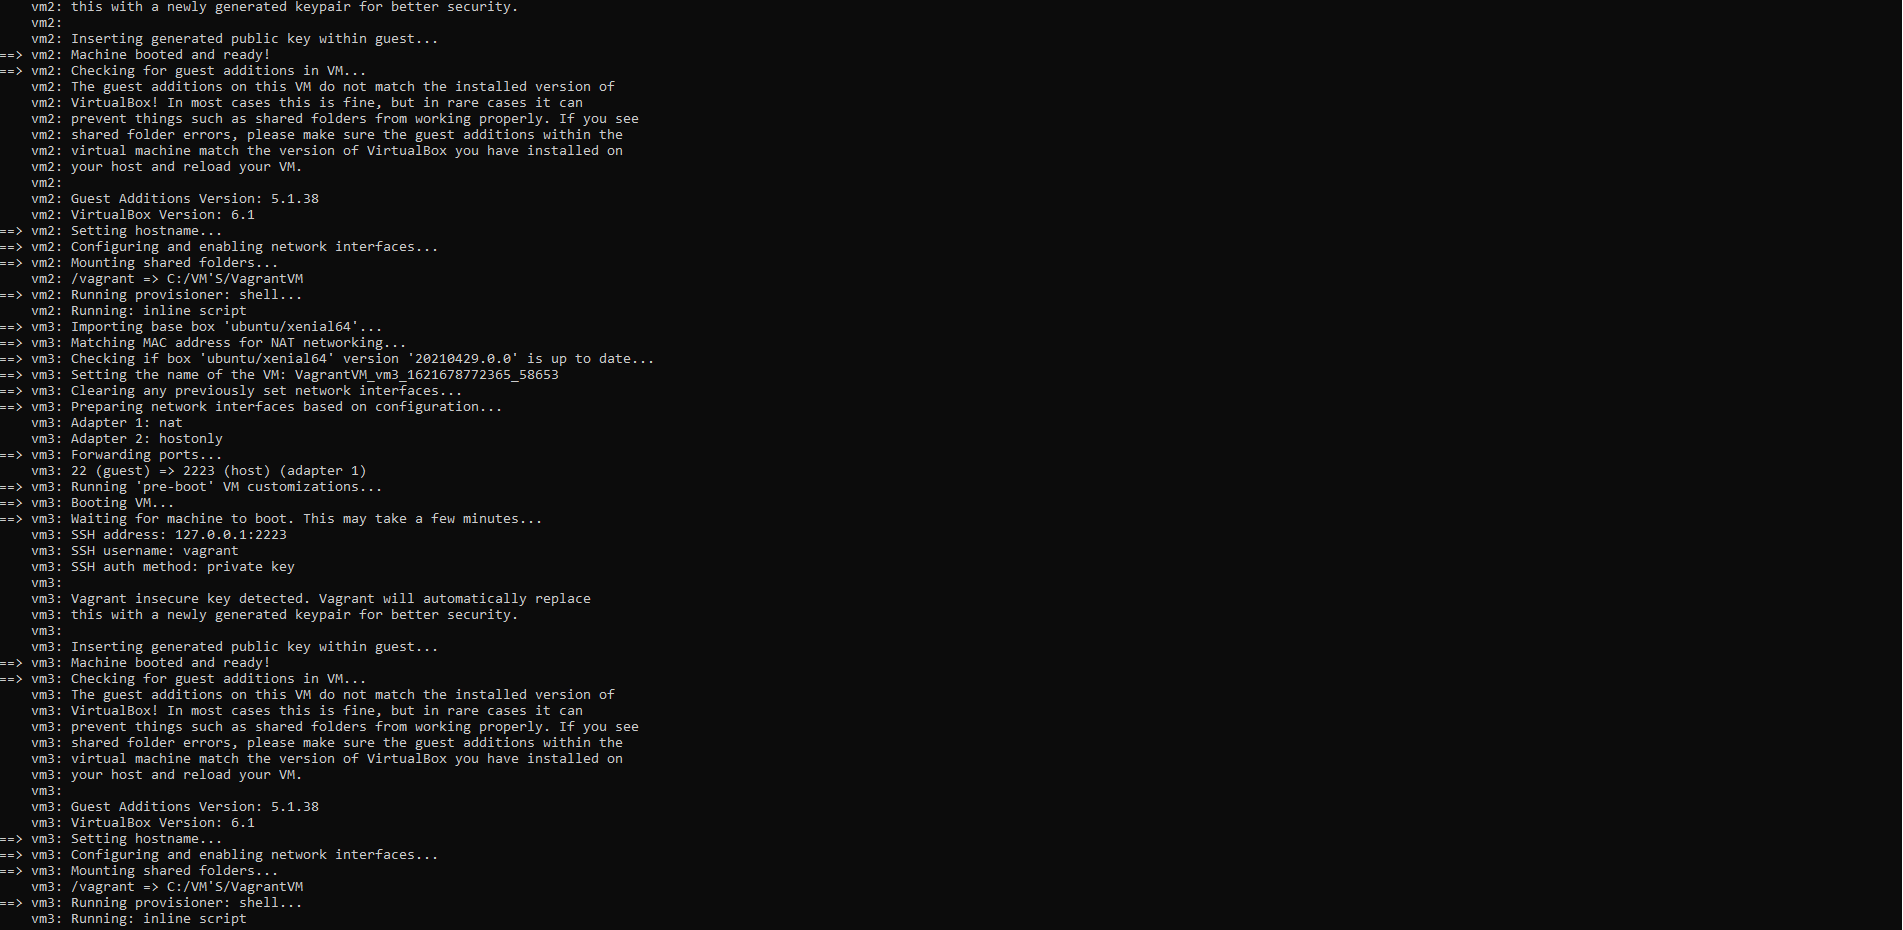 vm2: this with a newly generated keypair for better security.
    vm2:
    vm2: Inserting generated public key within guest...
==> vm2: Machine booted and ready!
==> vm2: Checking for guest additions in VM...
    vm2: The guest additions on this VM do not match the installed version of
    vm2: VirtualBox! In most cases this is fine, but in rare cases it can
    vm2: prevent things such as shared folders from working properly. If you see
    vm2: shared folder errors, please make sure the guest additions within the
    vm2: virtual machine match the version of VirtualBox you have installed on
    vm2: your host and reload your VM.
    vm2:
    vm2: Guest Additions Version: 5.1.38
    vm2: VirtualBox Version: 6.1
==> vm2: Setting hostname...
==> vm2: Configuring and enabling network interfaces...
==> vm2: Mounting shared folders...
    vm2: /vagrant => C:/VM'S/VagrantVM
==> vm2: Running provisioner: shell...
    vm2: Running: inline script
==> vm3: Importing base box 'ubuntu/xenial64'...
==> vm3: Matching MAC address for NAT networking...
==> vm3: Checking if box 'ubuntu/xenial64' version '20210429.0.0' is up to date...
==> vm3: Setting the name of the VM: VagrantVM_vm3_1621678772365_58653
==> vm3: Clearing any previously set network interfaces...
==> vm3: Preparing network interfaces based on configuration...
    vm3: Adapter 1: nat
    vm3: Adapter 2: hostonly
==> vm3: Forwarding ports...
    vm3: 22 (guest) => 2223 (host) (adapter 1)
==> vm3: Running 'pre-boot' VM customizations...
==> vm3: Booting VM...
==> vm3: Waiting for machine to boot. This may take a few minutes...
    vm3: SSH address: 127.0.0.1:2223
    vm3: SSH username: vagrant
    vm3: SSH auth method: private key
    vm3:
    vm3: Vagrant insecure key detected. Vagrant will automatically replace
    vm3: this with a newly generated keypair for better security.
    vm3:
    vm3: Inserting generated public key within guest...
==> vm3: Machine booted and ready!
==> vm3: Checking for guest additions in VM...
    vm3: The guest additions on this VM do not match the installed version of
    vm3: VirtualBox! In most cases this is fine, but in rare cases it can
    vm3: prevent things such as shared folders from working properly. If you see
    vm3: shared folder errors, please make sure the guest additions within the
    vm3: virtual machine match the version of VirtualBox you have installed on
    vm3: your host and reload your VM.
    vm3:
    vm3: Guest Additions Version: 5.1.38
    vm3: VirtualBox Version: 6.1
==> vm3: Setting hostname...
==> vm3: Configuring and enabling network interfaces...
==> vm3: Mounting shared folders...
    vm3: /vagrant => C:/VM'S/VagrantVM
==> vm3: Running provisioner: shell...
    vm3: Running: inline script